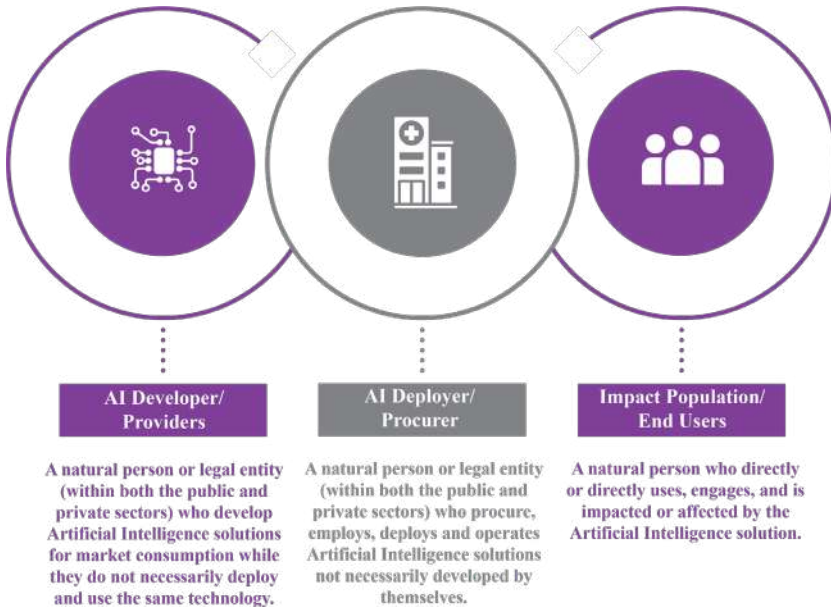 AI Developer/
Providers
A natural person or legal entity
(within both the public and
private sectors) who develop
Artificial Intelligence solutions
for market consumption while
they do not necessarily deploy
and use the same technology.
AI Deployer/
Procurer
A natural person or legal entity
(within both the public and
private sectors) who procure,
employs, deploys and operates
Artificial Intelligence solutions
not necessarily developed by
themselves.
Impact Population/
End Users
A natural person who directly
or directly uses, engages, and is
impacted or affected by the
Artificial Intelligence solution.